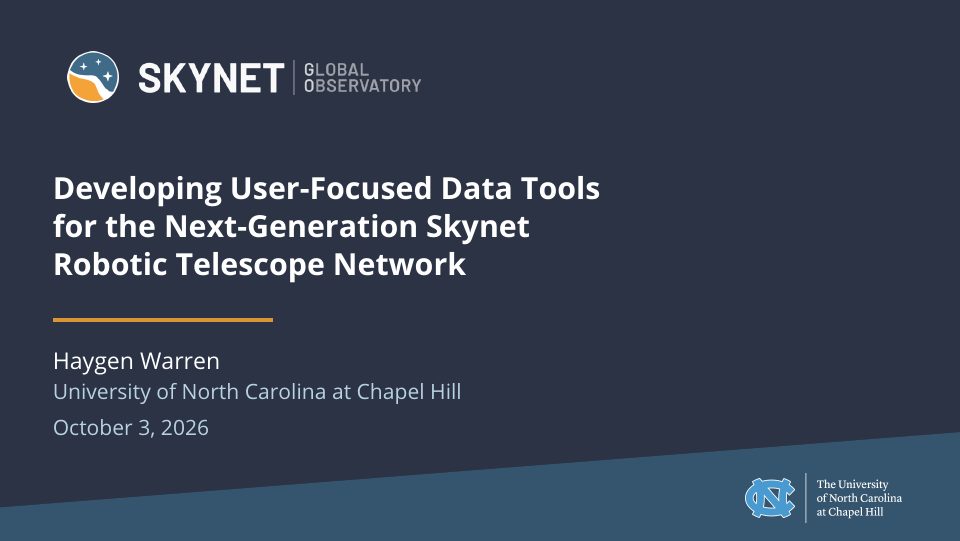 SKYNET GLOBAL
OBSERVATORY
Developing User-Focused Data Tools
for the Next-Generation Skynet
Robotic Telescope Network
Haygen Warren
University of North Carolina at Chapel Hill
October 3, 2026
NC
The University
of North Carolina
at Chapel Hill